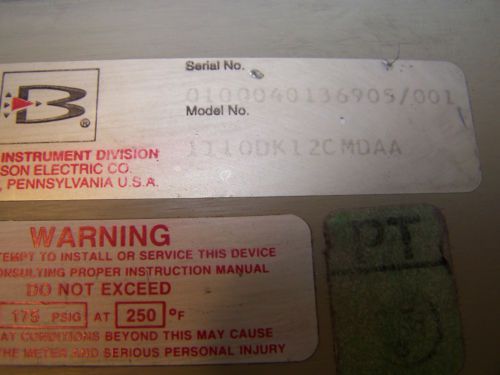 Serial No.
0100040136905/001
Model No.
1110DK12CMDAA
B
®
INSTRUMENT DIVISION
SON ELECTRIC CO.
, PENNSYLVANIA U.S.A.
WARNING
TEMPT TO INSTALL OR SERVICE THIS DEVICE
ONSULTING PROPER INSTRUCTION MANUAL
DO NOT EXCEED
175 PSIG AT 250 °F
AT CONDITIONS BEYOND THIS MAY CAUSE
THE METER AND SERIOUS PERSONAL INJURY
PT